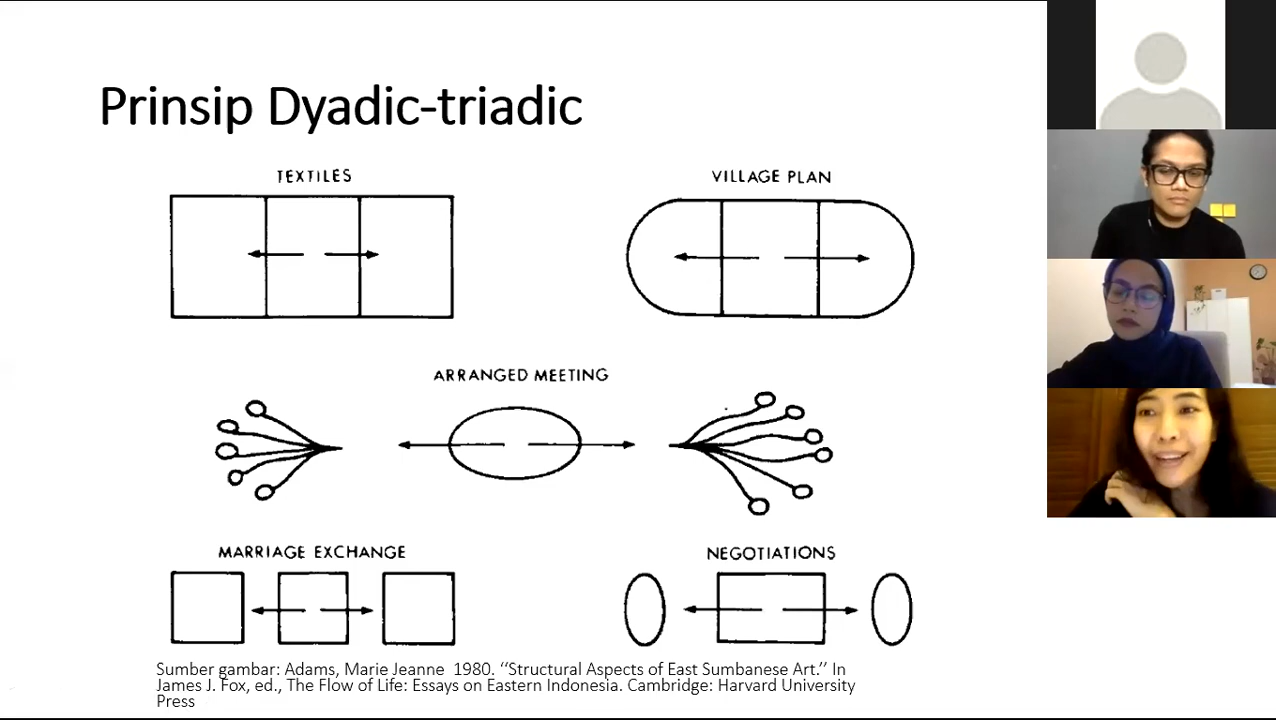 Prinsip Dyadic-triadic
TEXTILES
VILLAGE PLAN
ARRANGED MEETING
MARRIAGE EXCHANGE
NEGOTIATIONS
Sumber gambar: Adams, Marie Jeanne 1980. “Structural Aspects of East Sumbanese Art.” In
James J. Fox, ed., The Flow of Life: Essays on Eastern Indonesia. Cambridge: Harvard University
Press